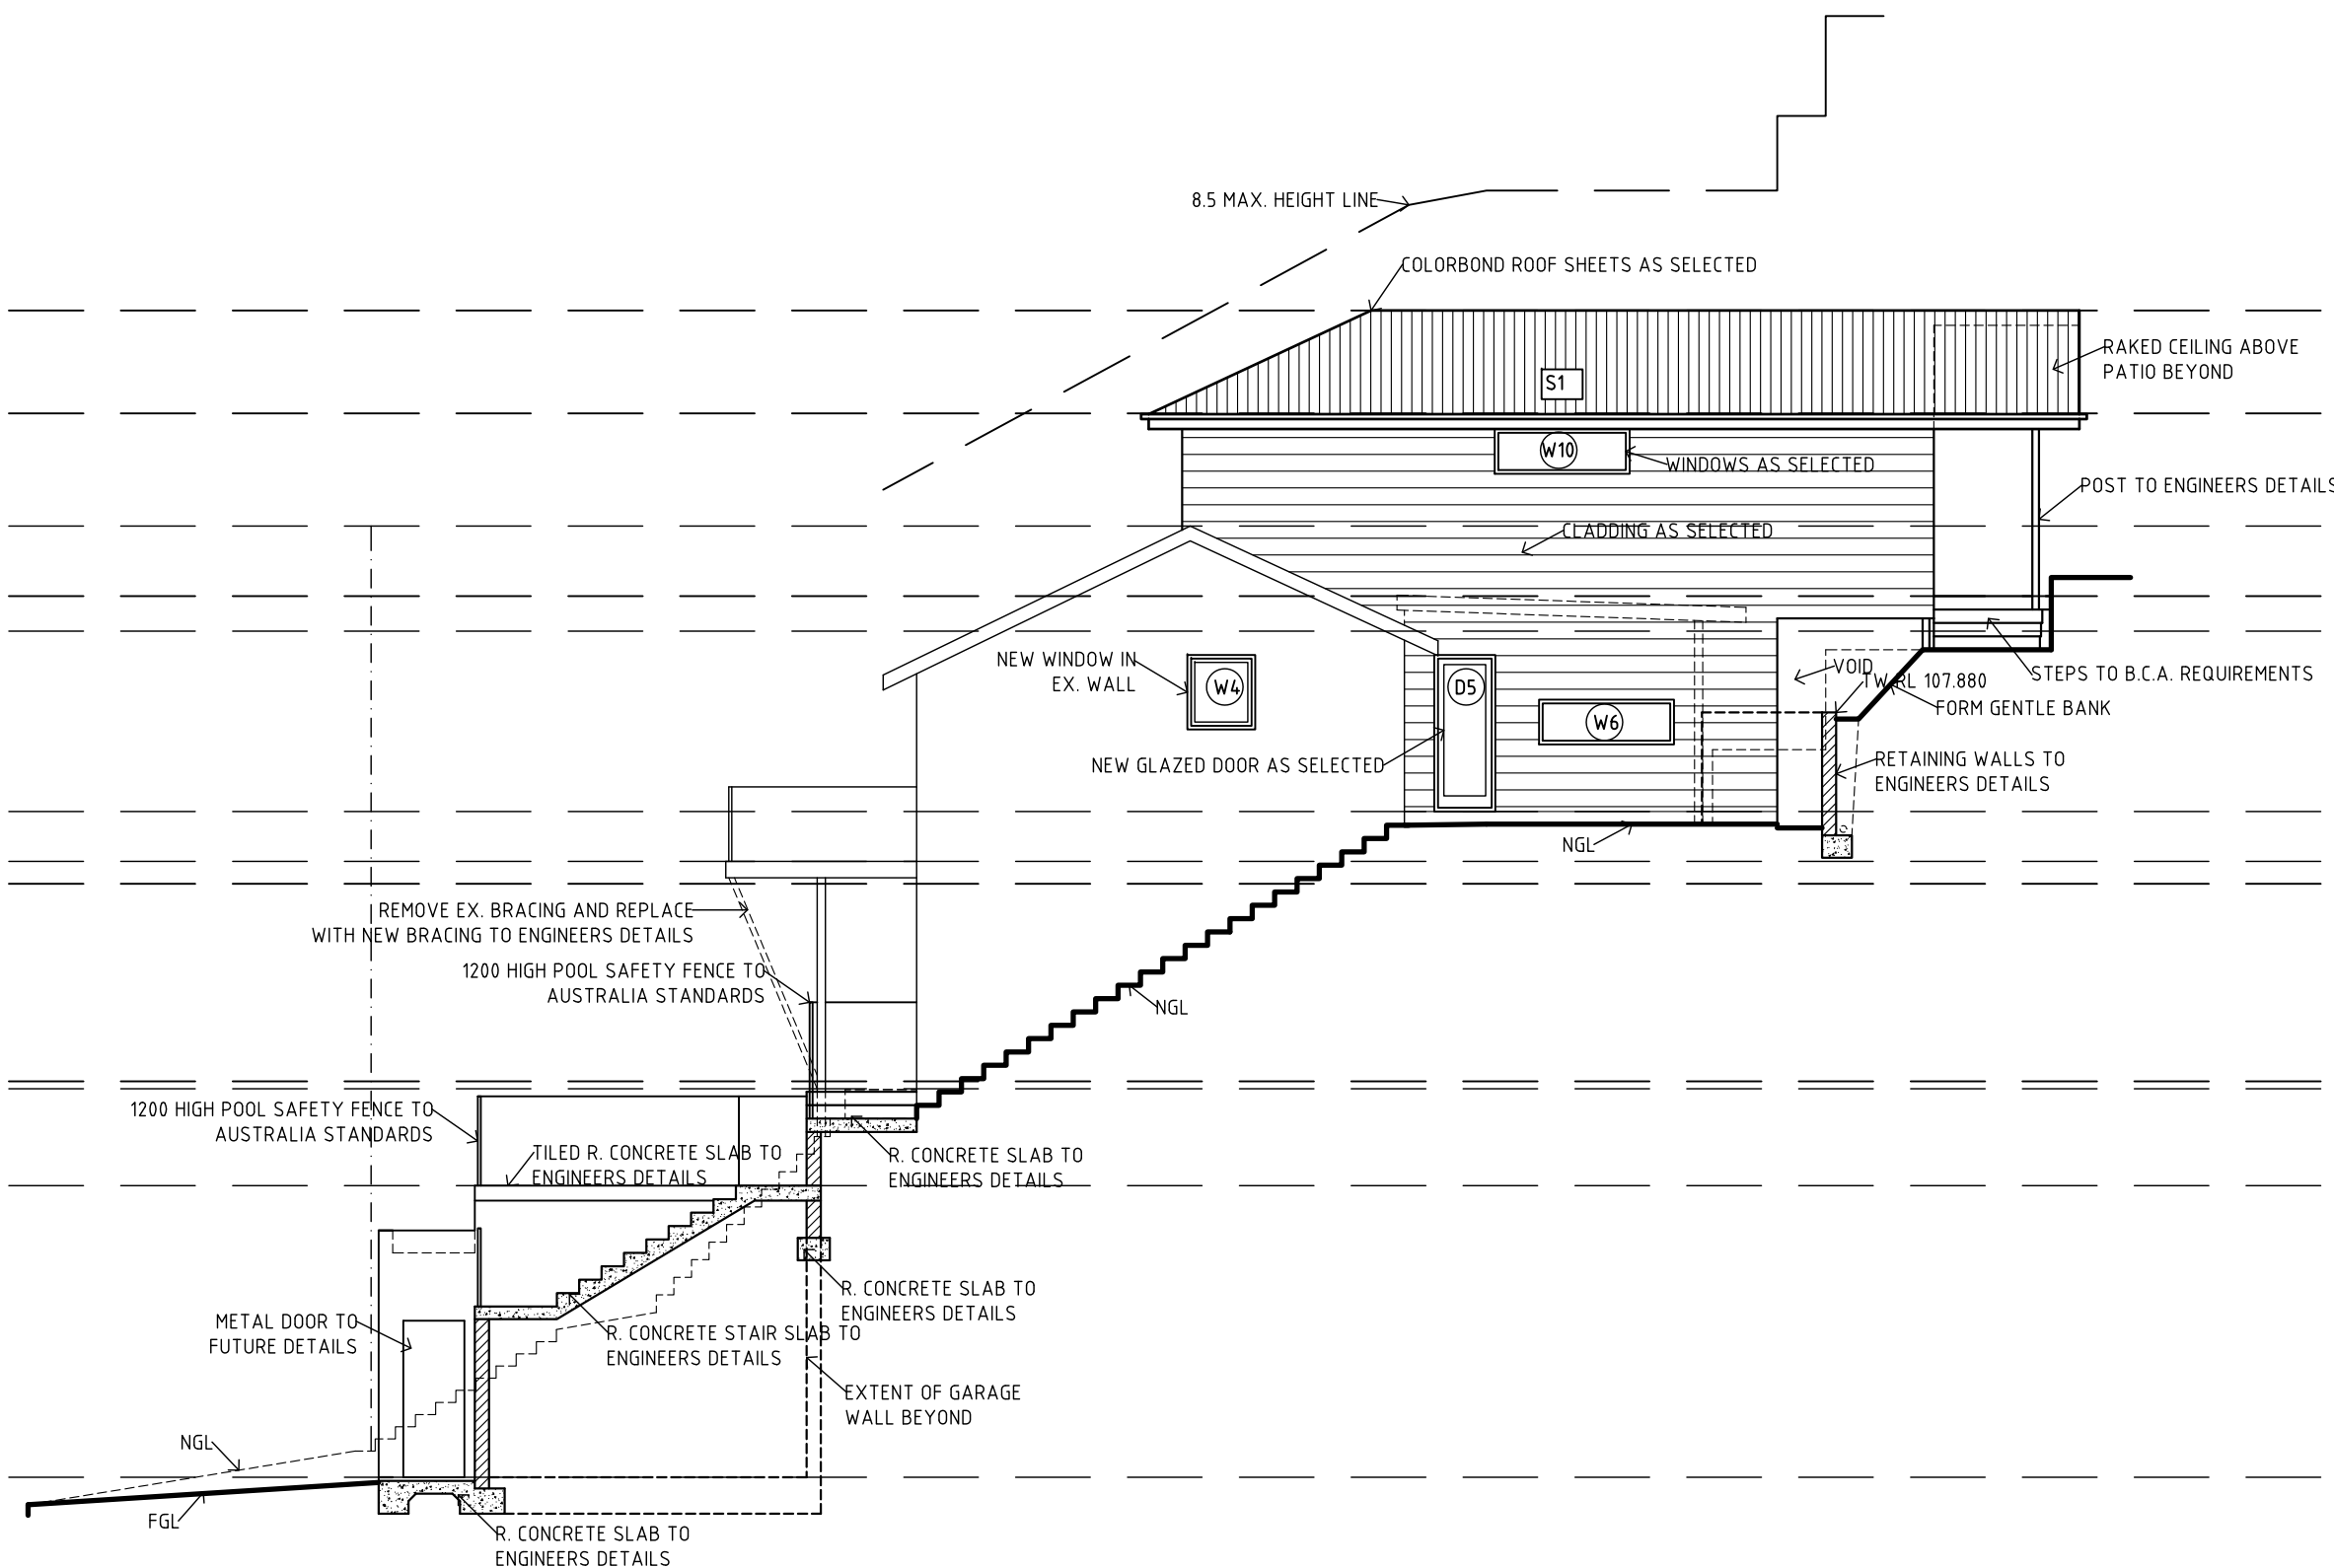 8.5 MAX. HEIGHT LINE
COLORBOND ROOF SHEETS AS SELECTED
RAKED CEILING ABOVE
PATIO BEYOND
S1
W10
WINDOWS AS SELECTED
POST TO ENGINEERS DETAILS
CLADDING AS SELECTED
NEW WINDOW IN
EX. WALL
W4
D5
VOID
TW RL 107.880
STEPS TO B.C.A. REQUIREMENTS
FORM GENTLE BANK
W6
NEW GLAZED DOOR AS SELECTED
RETAINING WALLS TO
ENGINEERS DETAILS
NGL
REMOVE EX. BRACING AND REPLACE
WITH NEW BRACING TO ENGINEERS DETAILS
1200 HIGH POOL SAFETY FENCE TO
AUSTRALIA STANDARDS
NGL
1200 HIGH POOL SAFETY FENCE TO
AUSTRALIA STANDARDS
TILED R. CONCRETE SLAB TO
ENGINEERS DETAILS
R. CONCRETE SLAB TO
ENGINEERS DETAILS
R. CONCRETE SLAB TO
ENGINEERS DETAILS
METAL DOOR TO
FUTURE DETAILS
R. CONCRETE STAIR SLAB TO
ENGINEERS DETAILS
EXTENT OF GARAGE
WALL BEYOND
NGL
FGL
R. CONCRETE SLAB TO
ENGINEERS DETAILS